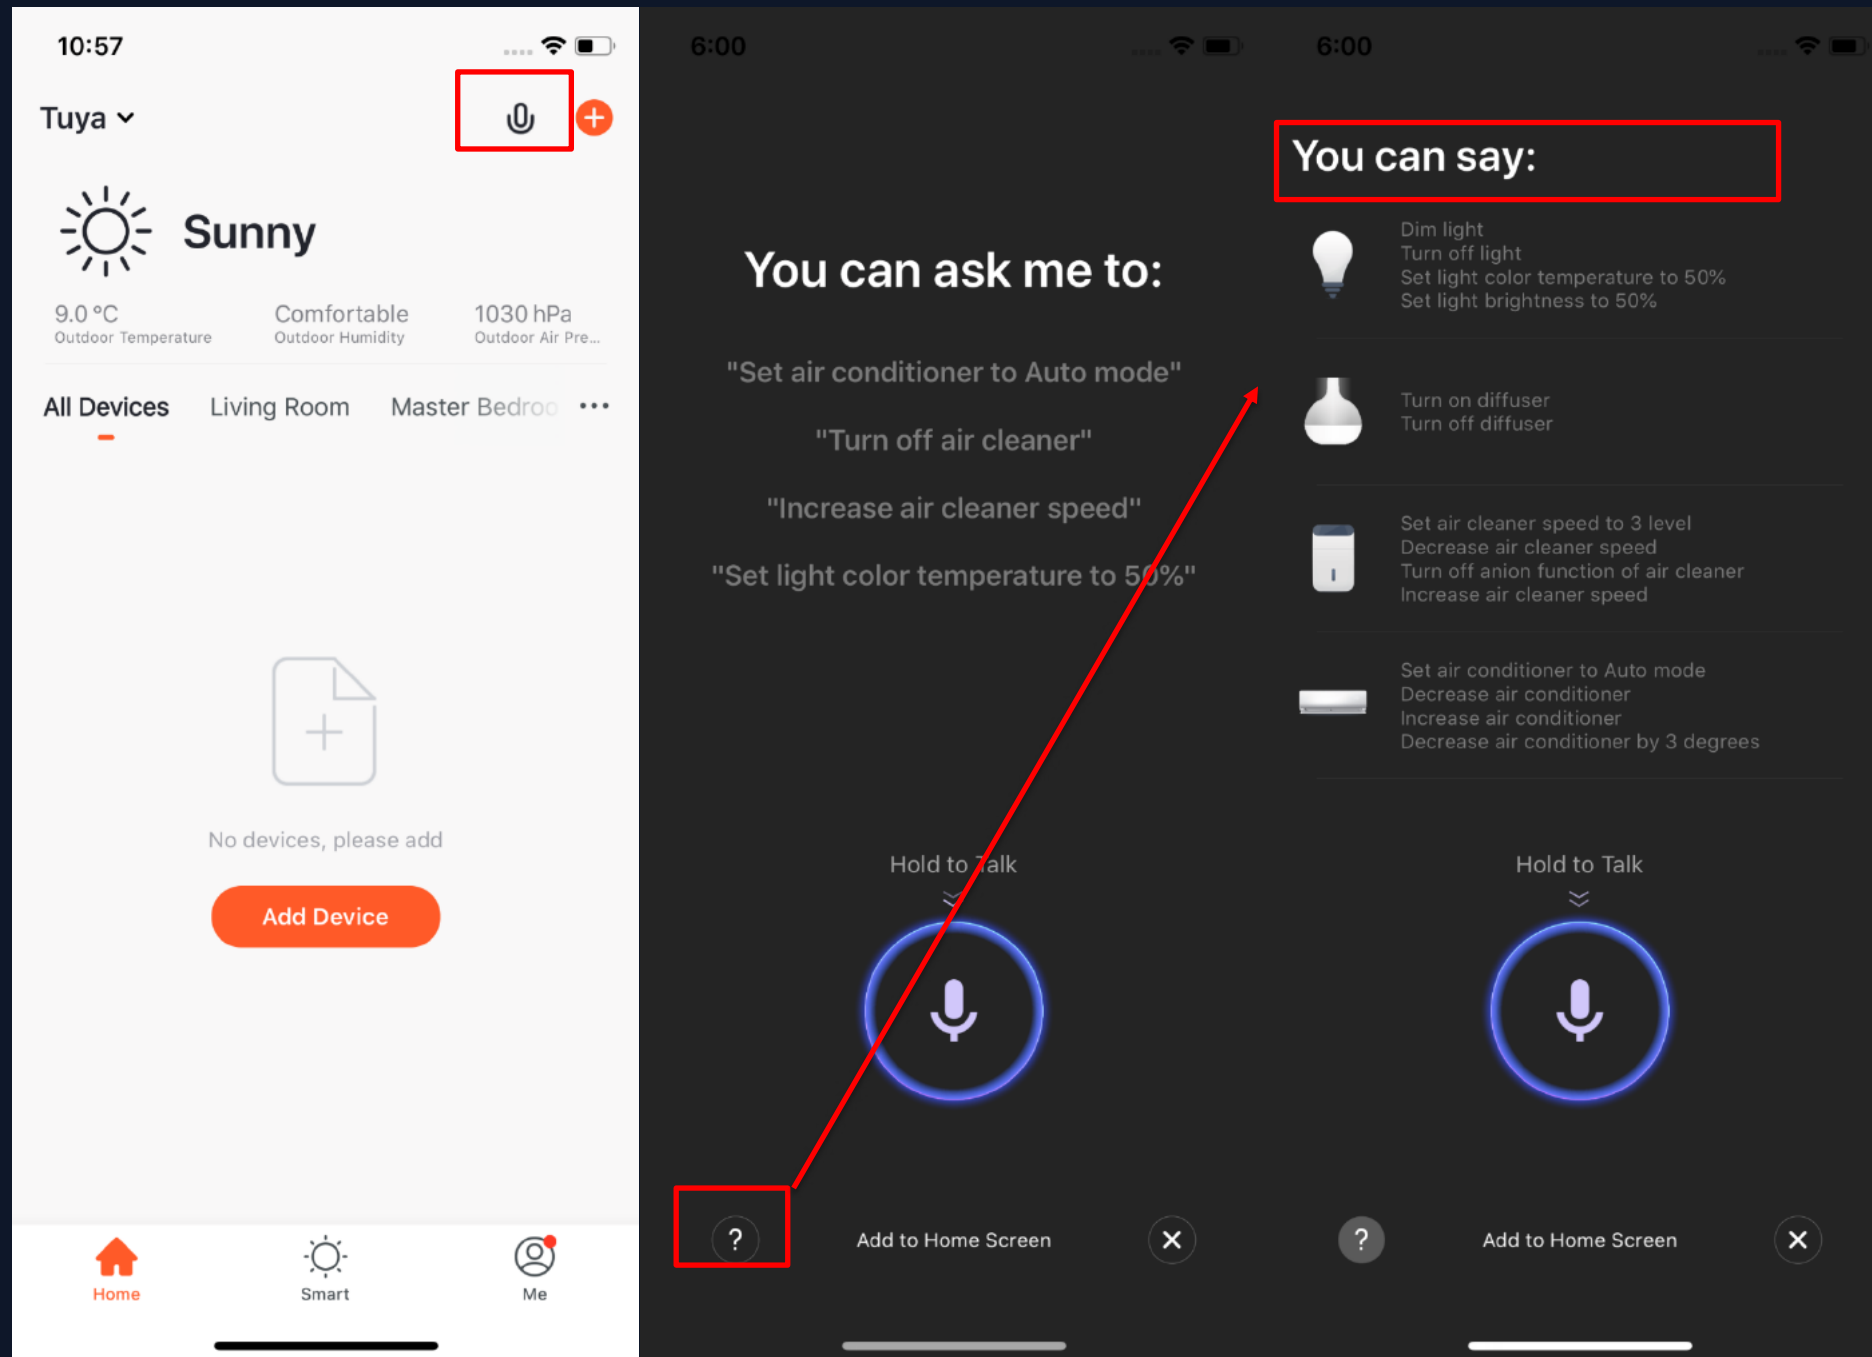 10:57
Tuya
Sunny
9.0 °C
Outdoor Temperature
Comfortable
Outdoor Humidity
1030 hPa
Outdoor Air Pre...
All Devices
Living Room
Master Bedroo
No devices, please add
Add Device
Home
Smart
Me
6:00
You can ask me to:
"Set air conditioner to Auto mode"
"Turn off air cleaner"
"Increase air cleaner speed"
"Set light color temperature to 50%"
Hold to Talk
?
Add to Home Screen
6:00
You can say:
Dim light
Turn off light
Set light color temperature to 50%
Set light brightness to 50%
Turn on diffuser
Turn off diffuser
Set air cleaner speed to 3 level
Decrease air cleaner speed
Turn off anion function of air cleaner
Increase air cleaner speed
Set air conditioner to Auto mode
Decrease air conditioner
Increase air conditioner
Decrease air conditioner by 3 degrees
Hold to Talk
?
Add to Home Screen